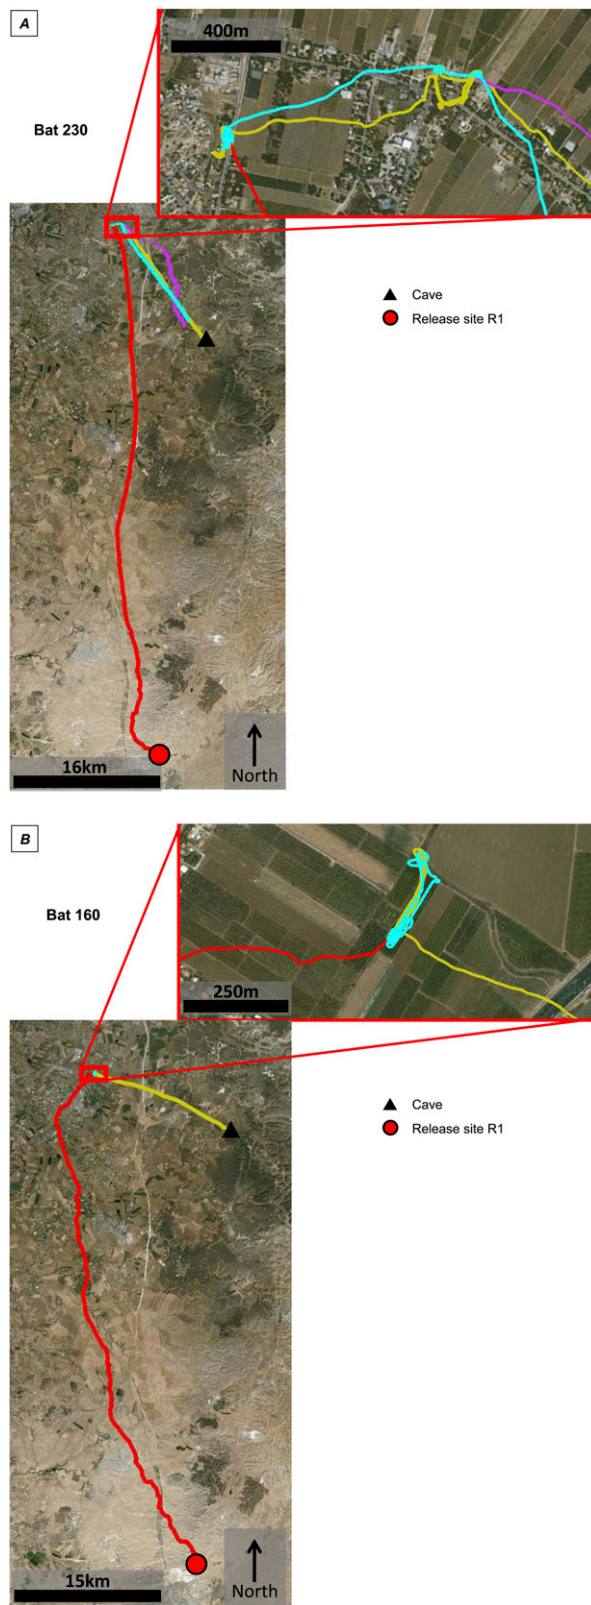 A
400m
Bat 230
Cave
Release site R1
16km
North
B
Bat 160
250m
Cave
Release site R1
15km
North